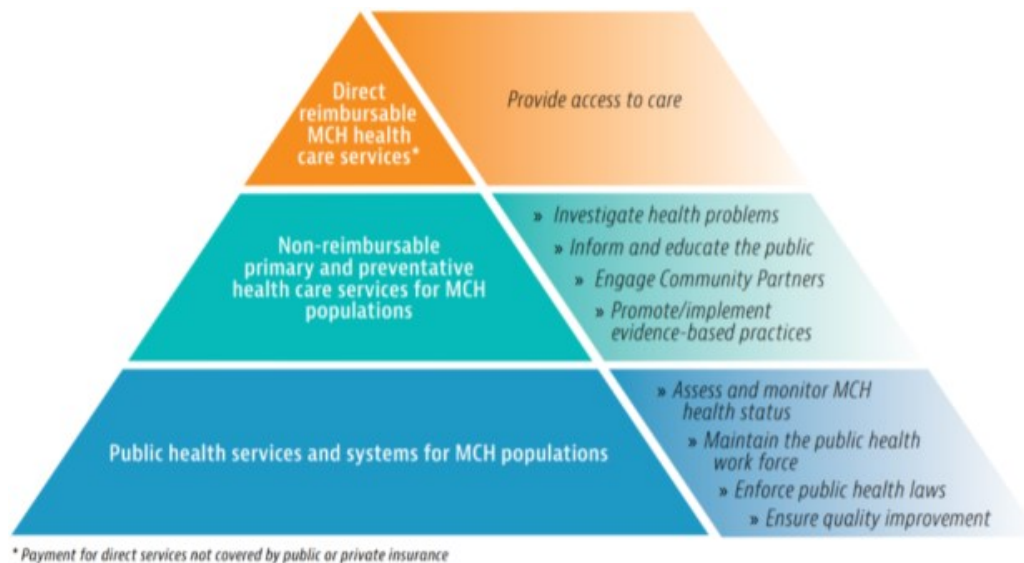 Direct
reimbursable
MCH health
care services*
Provide access to care
Non-reimbursable
primary and preventative
health care services for MCH
populations
» Investigate health problems
» Inform and educate the public
» Engage Community Partners
» Promote/implement
evidence-based practices
Public health services and systems for MCH populations
» Assess and monitor MCH
health status
» Maintain the public health
work force
» Enforce public health laws
» Ensure quality improvement
* Payment for direct services not covered by public or private insurance